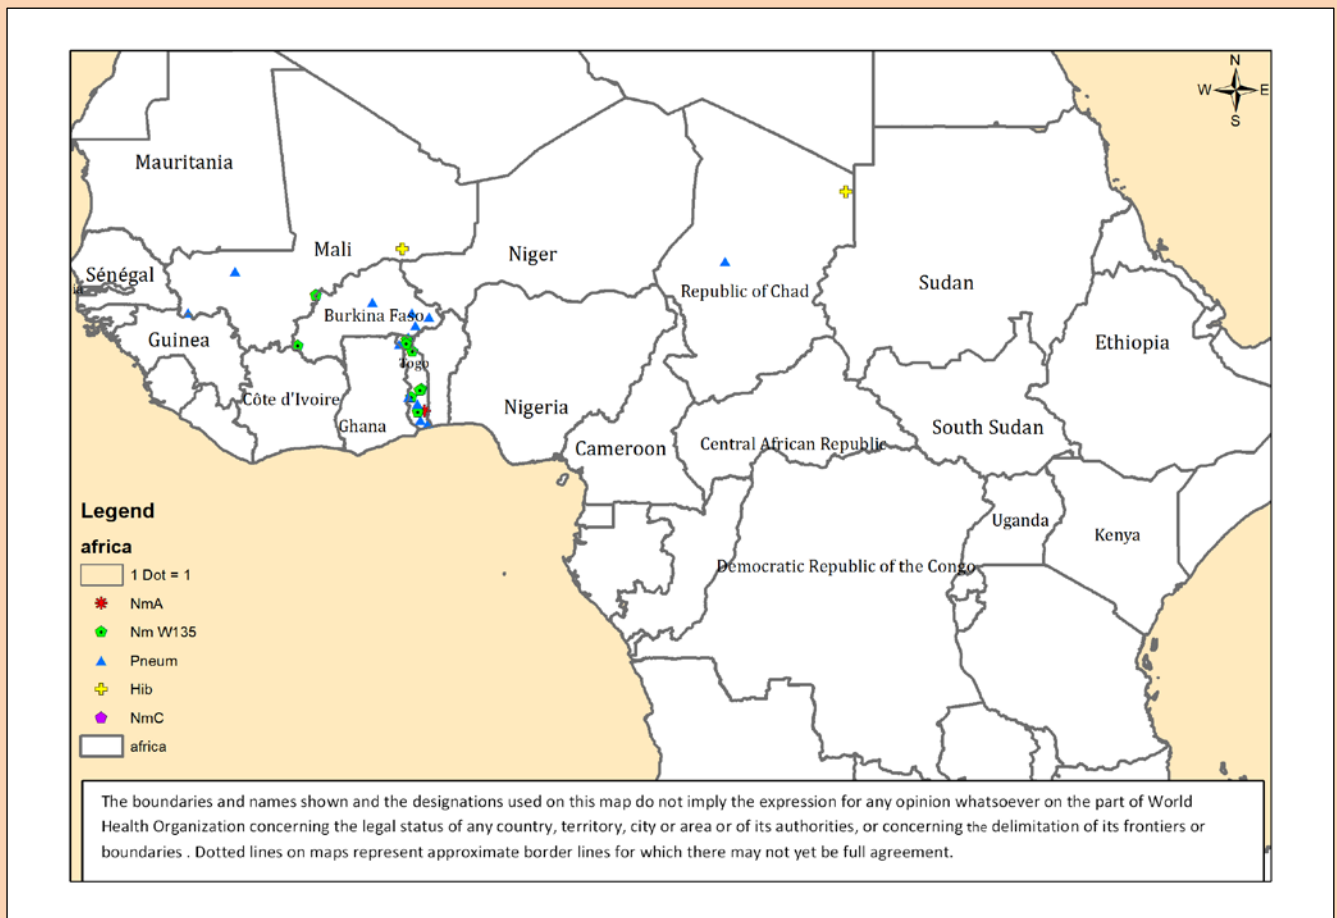 N
W E
S
Mauritania
Mali
Niger
Sénégal
ia
Republic of Chad
Sudan
Burkina Faso
Guinea
Ethiopia
Togo
Côte d'Ivoire
Nigeria
Ghana
South Sudan
Cameroon
Central African Republic
Legend
Uganda
Kenya
africa
Democratic Republic of the Congo
1 Dot = 1
NmA
Nm W135
Pneum
Hib
NmC
africa
The boundaries and names shown and the designations used on this map do not imply the expression for any opinion whatsoever on the part of World
Health Organization concerning the legal status of any country, territory, city or area or of its authorities, or concerning the delimitation of its frontiers or
boundaries . Dotted lines on maps represent approximate border lines for which there may not yet be full agreement.